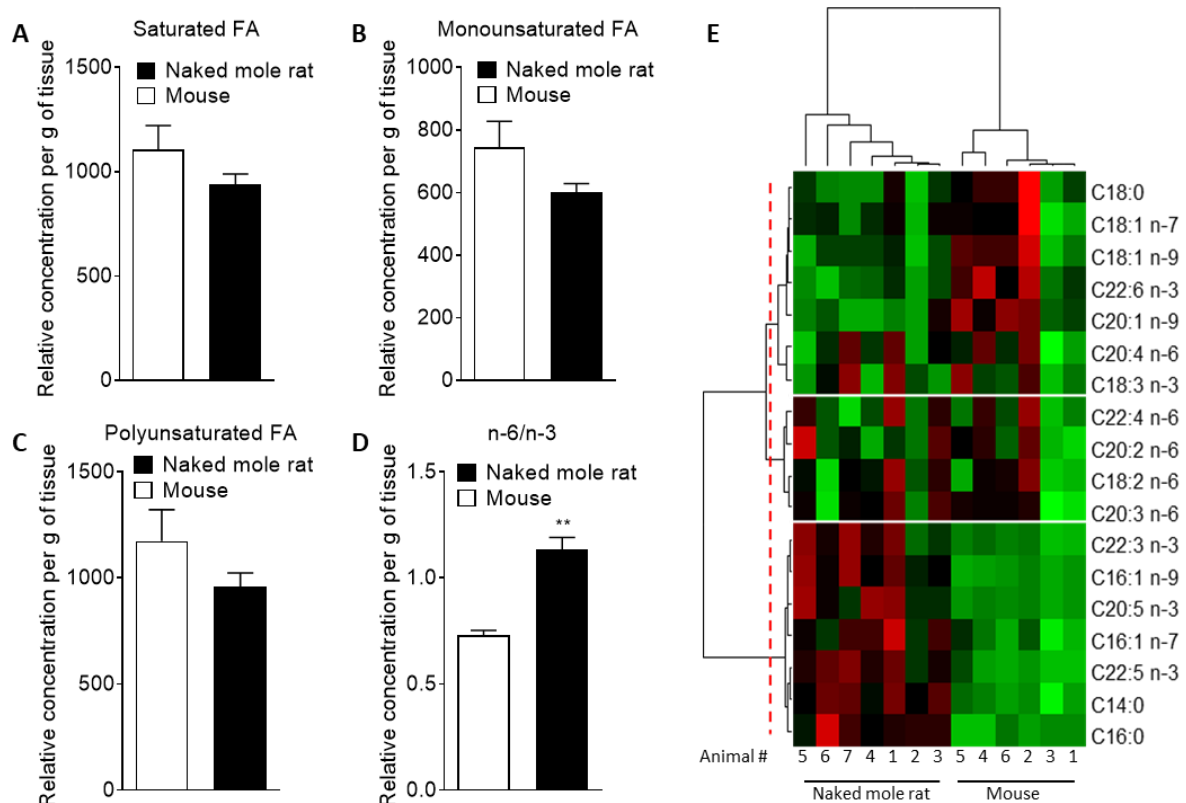 A
Saturated FA
Relative concentration per g of tissue
1500
1000
500
0
Naked mole rat
Mouse
B
Monounsaturated FA
Relative concentration per g of tissue
1000
800
600
400
200
0
Naked mole rat
Mouse
C
Polyunsaturated FA
Relative concentration per g of tissue
1500
1000
500
0
Naked mole rat
Mouse
D
n-6/n-3
Relative concentration per g of tissue
1.5
1.0
0.5
0.0
Naked mole rat
Mouse
**
E
C18:0
C18:1 n-7
C18:1 n-9
C22:6 n-3
C20:1 n-9
C20:4 n-6
C18:3 n-3
C22:4 n-6
C20:2 n-6
C18:2 n-6
C20:3 n-6
C22:3 n-3
C16:1 n-9
C20:5 n-3
C16:1 n-7
C22:5 n-3
C14:0
C16:0
Animal # 5 6 7 4 1 2 3 5 4 6 2 3 1
Naked mole rat Mouse